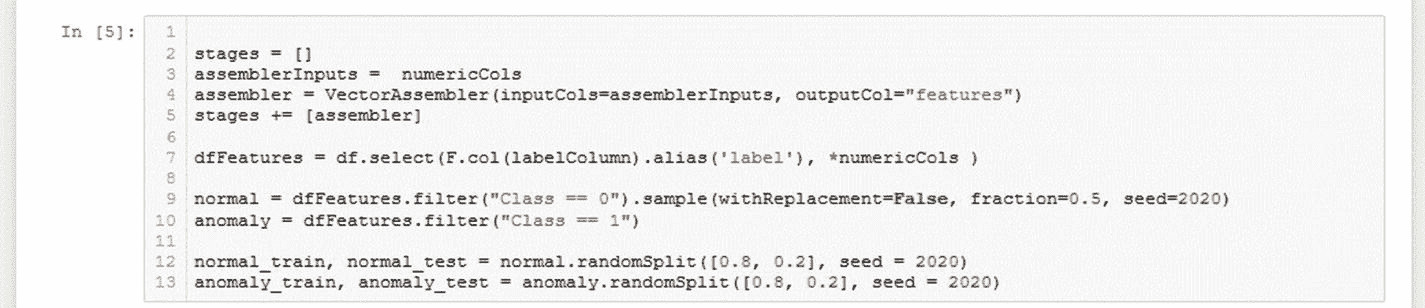 In [5]:
1
2 stages = []
3 assemblerInputs =  numericCols
4 assembler = VectorAssembler(inputCols=assemblerInputs, outputCol="features")
5 stages += [assembler]
6
7 dfFeatures = df.select(F.col(labelColumn).alias('label'), *numericCols )
8
9 normal = dfFeatures.filter("Class == 0").sample(withReplacement=False, fraction=0.5, seed=2020)
10 anomaly = dfFeatures.filter("Class == 1")
11
12 normal_train, normal_test = normal.randomSplit([0.8, 0.2], seed = 2020)
13 anomaly_train, anomaly_test = anomaly.randomSplit([0.8, 0.2], seed = 2020)